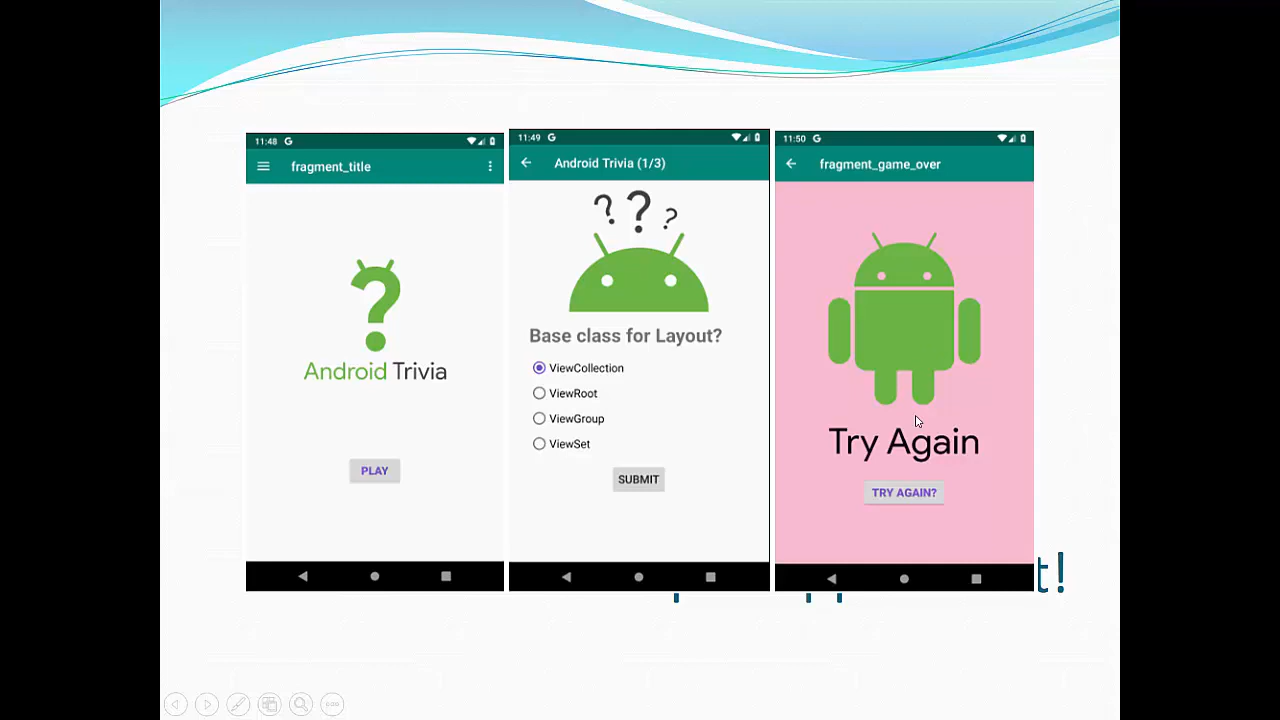 11:48 G
fragment_title
Android Trivia
PLAY
11:49 G
Android Trivia (1/3)
? ? ?
Base class for Layout?
ViewCollection
ViewRoot
ViewGroup
ViewSet
SUBMIT
11:50 G
fragment_game_over
Try Again
TRY AGAIN?
t!